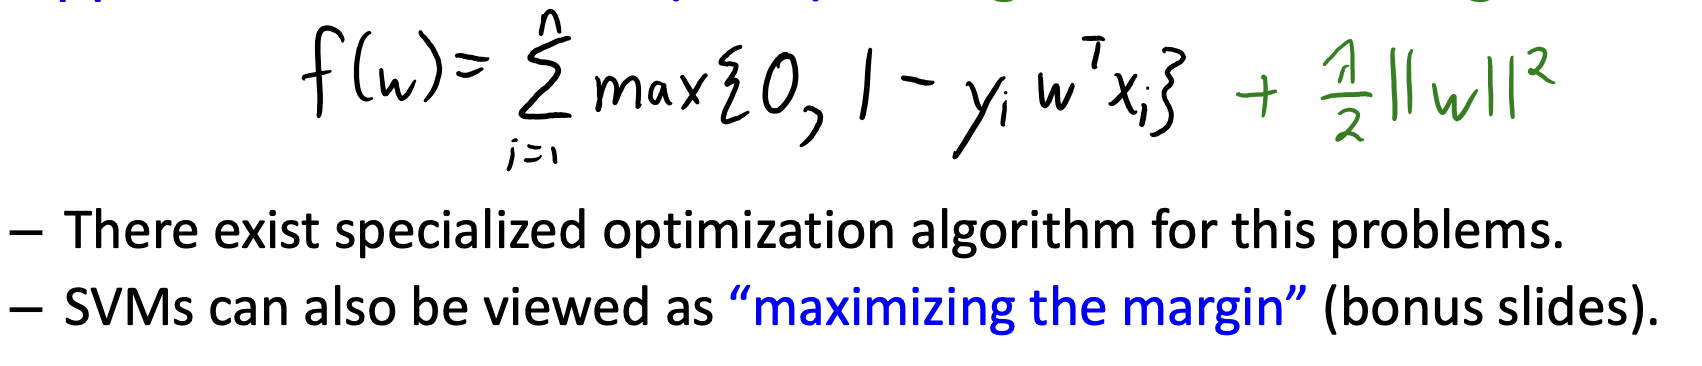 f(w) = Σ_{i=1}^{n} max{0, 1 - y_i w^T x_i} + λ/2 ||w||^2
– There exist specialized optimization algorithm for this problems.
– SVMs can also be viewed as “maximizing the margin” (bonus slides).